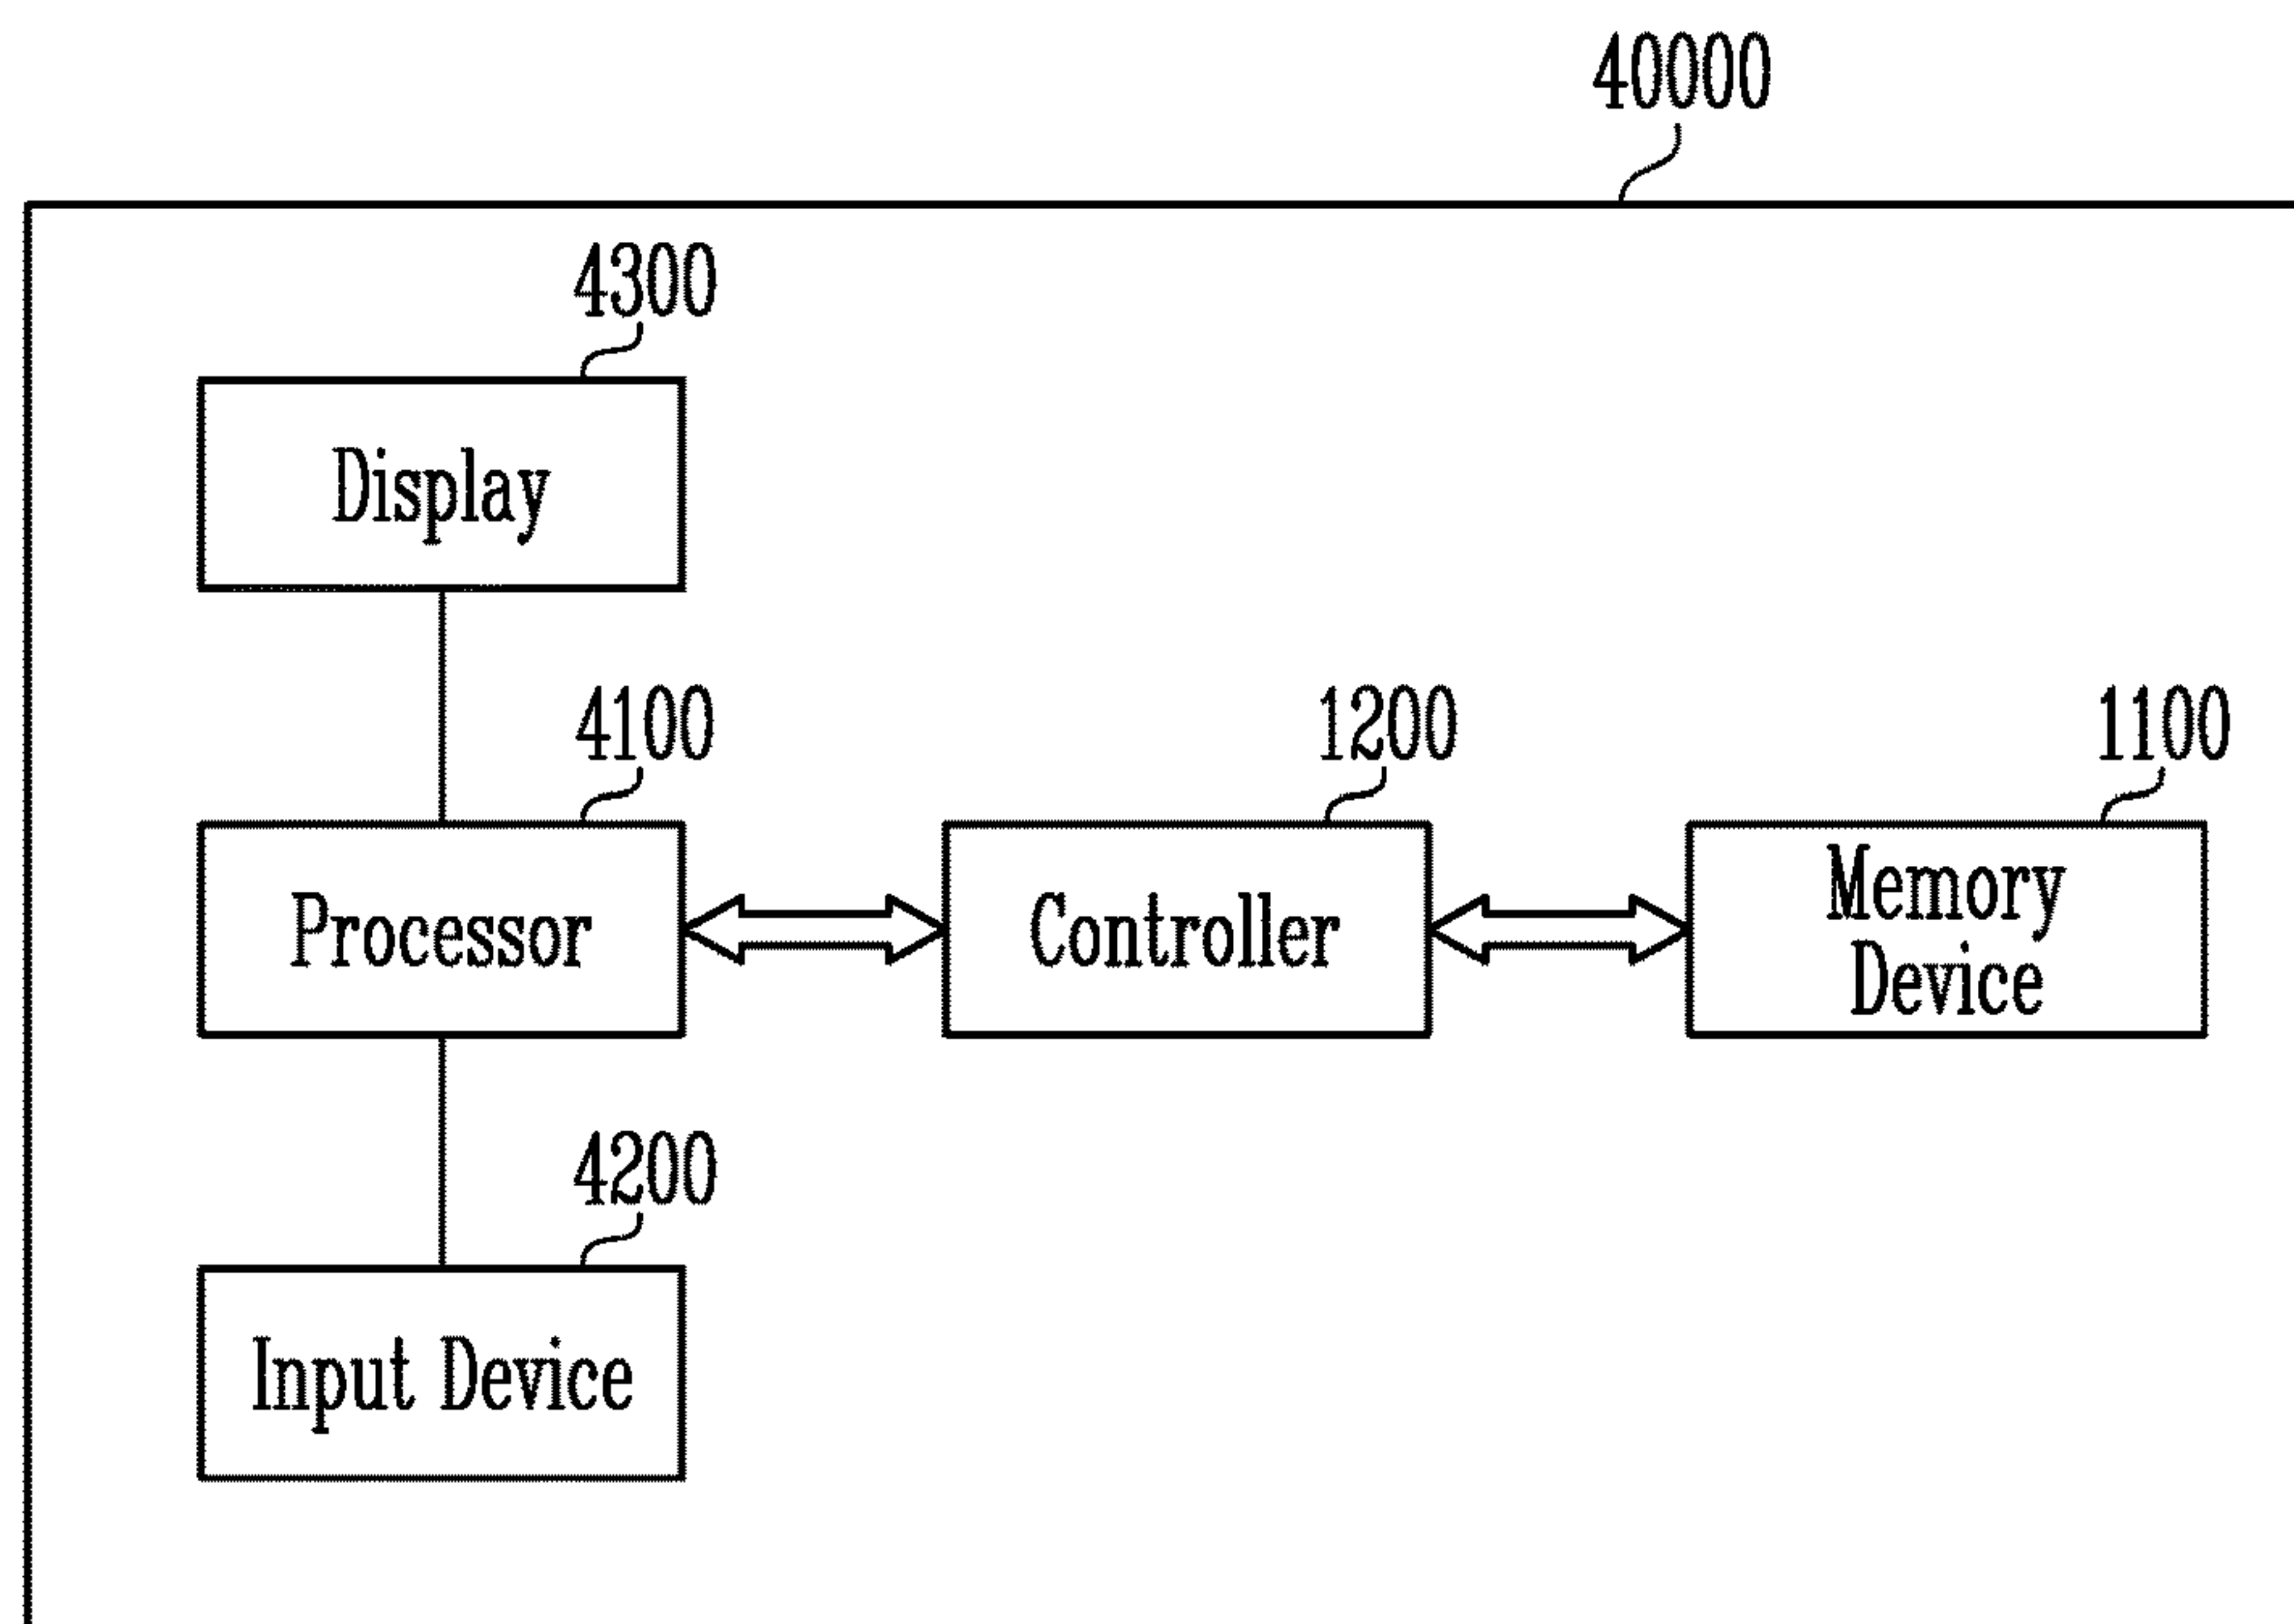 40000
4300
Display
4100
1200
1100
Processor
Controller
Memory
Device
4200
Input Device